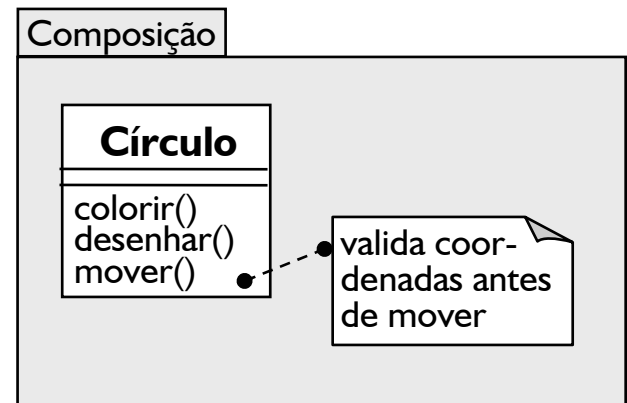 Composição
Círculo
colorir()
desenhar()
mover()
valida coor-
denadas antes
de mover